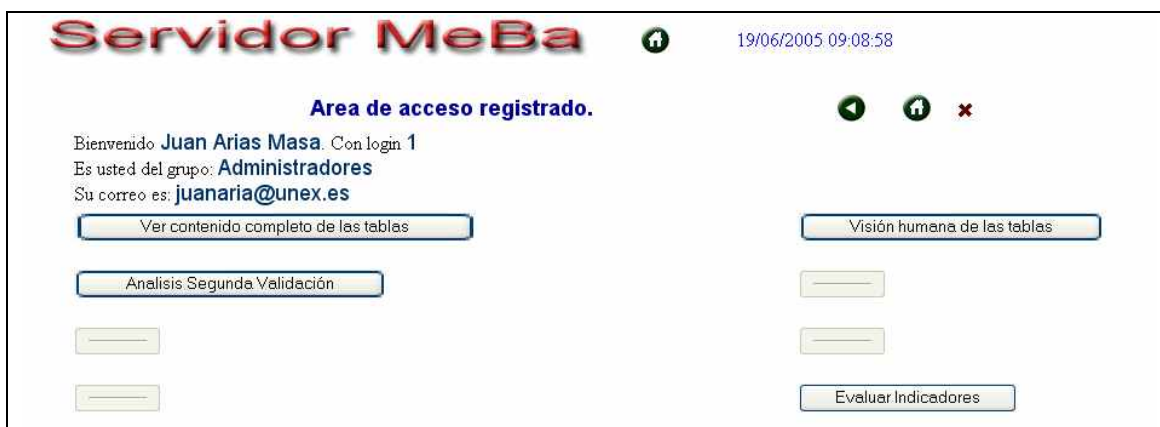 Servidor MeBa 19/06/2005 09:08:58
Area de acceso registrado.
Bienvenido Juan Arias Masa. Con login 1
Es usted del grupo: Administradores
Su correo es: juanaria@unex.es
Ver contenido completo de las tablas Visión humana de las tablas
Analisis Segunda Validación
Evaluar Indicadores